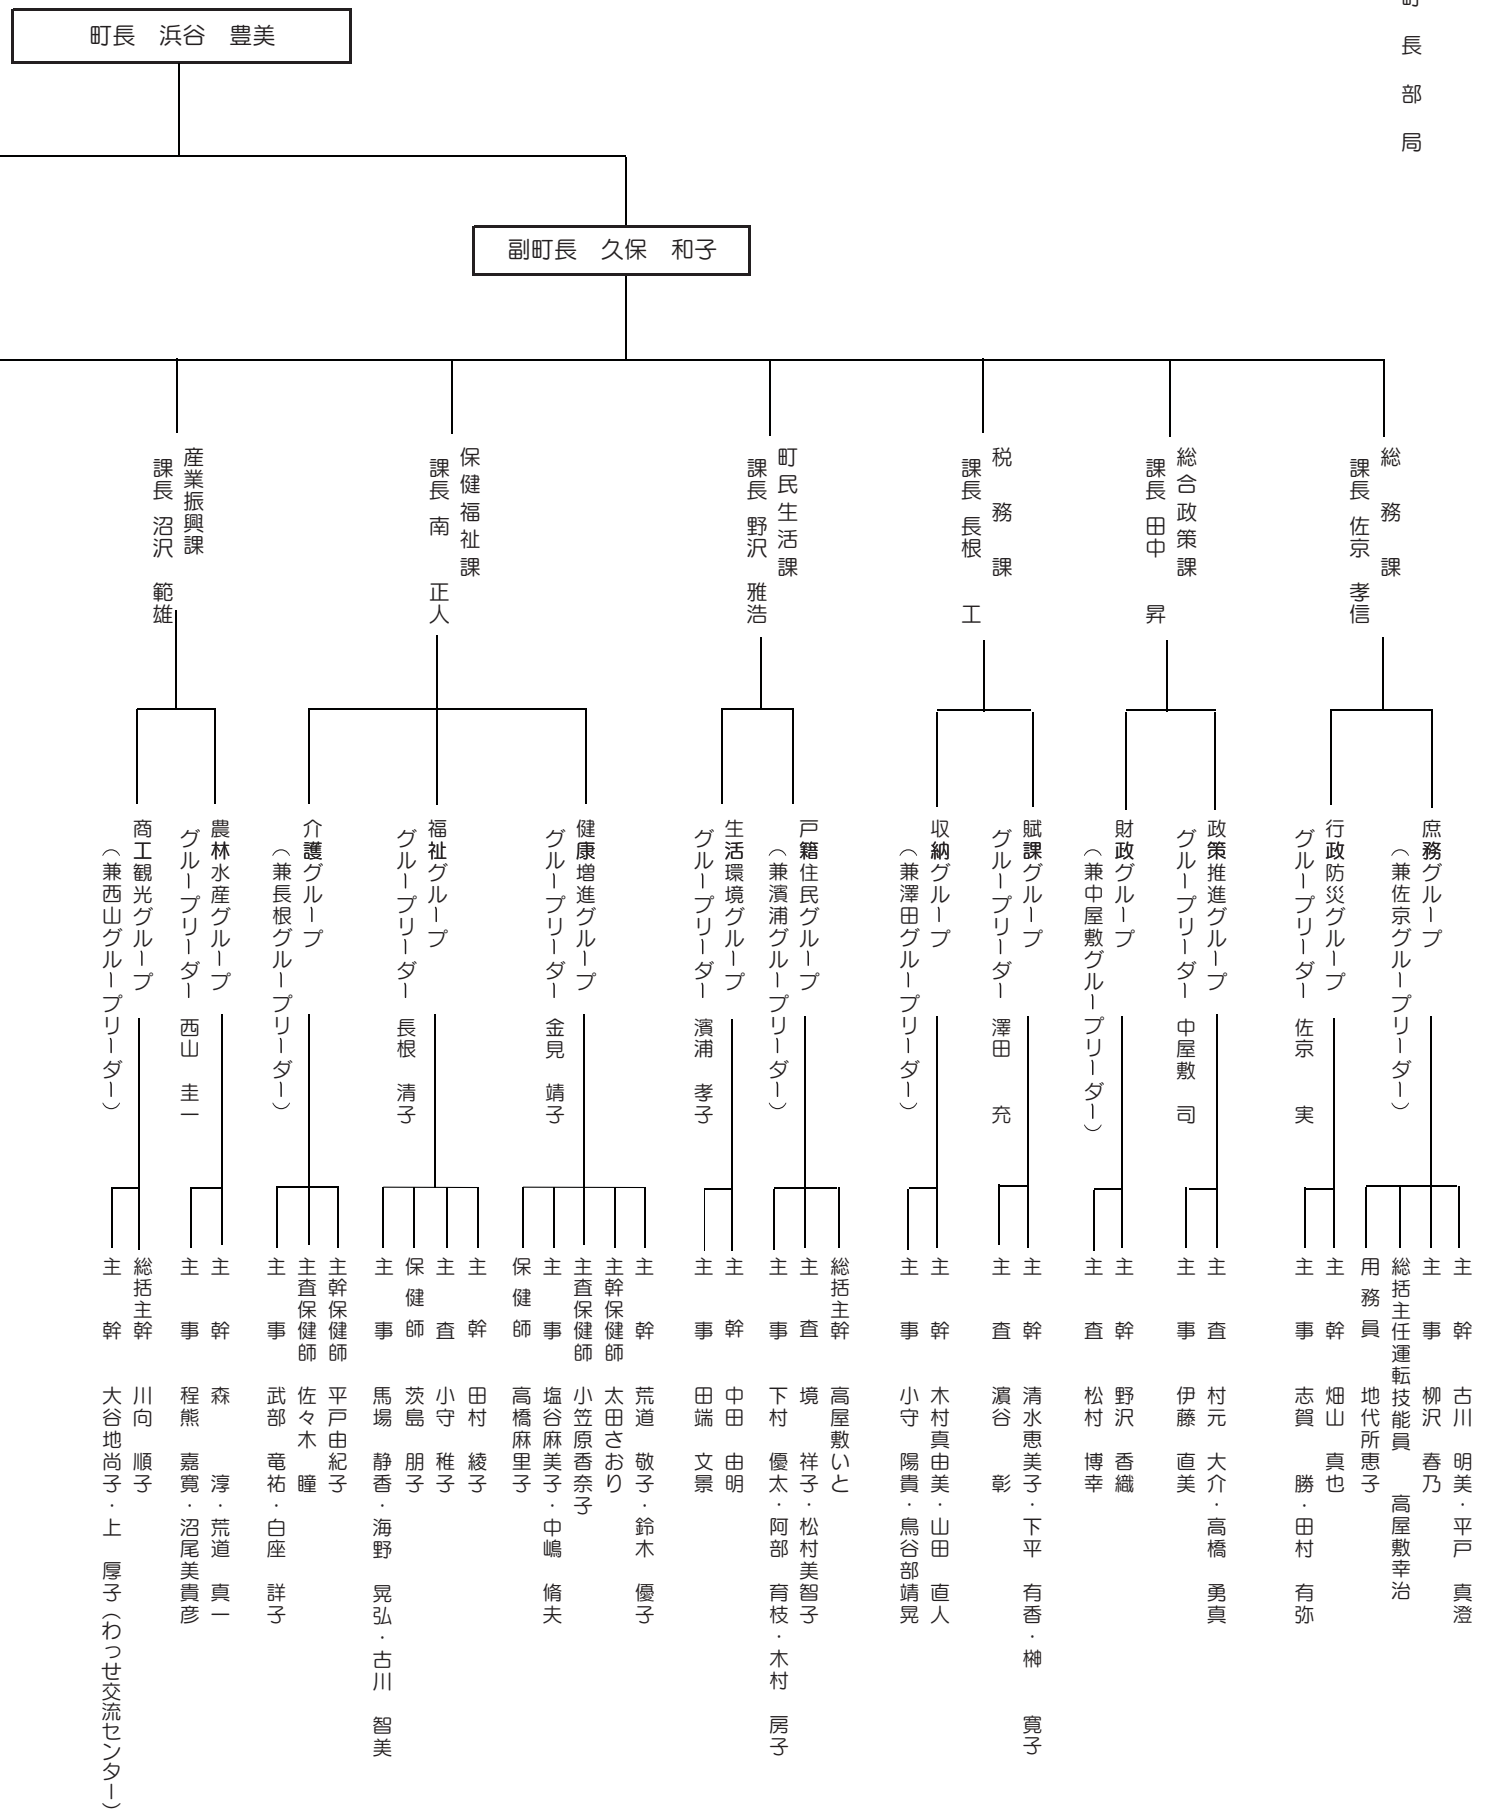 町長部局
町長　浜谷　豊美
副町長　久保　和子
総務課
課長 佐京 孝信
総合政策課
課長 田中 昇
税務課
課長 長根 工
町民生活課
課長 野沢 雅浩
保健福祉課
課長 南 正人
産業振興課
課長 沼沢 範雄
庶務グループ
（兼佐京グループリーダー）
行政防災グループ
グループリーダー 佐京 実
政策推進グループ
グループリーダー 中屋敷 司
財政グループ
（兼中屋敷グループリーダー）
賦課グループ
グループリーダー 澤田 充
収納グループ
（兼澤田グループリーダー）
戸籍住民グループ
（兼濱浦グループリーダー）
生活環境グループ
グループリーダー 濱浦 孝子
健康増進グループ
グループリーダー 金見 靖子
福祉グループ
グループリーダー 長根 清子
介護グループ
（兼長根グループリーダー）
農林水産グループ
グループリーダー 西山 圭一
商工観光グループ
（兼西山グループリーダー）
主幹 古川 明美・平戸 真澄
主事 柳沢 春乃
総括主任運転技能員 高屋敷幸治
用務員 地代所恵子
主幹 畑山 真也
主事 志賀 勝・田村 有弥
主査 村元 大介・高橋 勇真
主事 伊藤 直美
主幹 野沢 香織
主査 松村 博幸
主幹 清水恵美子・下平 有香・榊 寛子
主査 濵谷 彰
主幹 木村真由美・山田 直人
主事 小守 陽貴・鳥谷部靖晃
総括主幹 高屋敷いと
主査 境 祥子・松村美智子
主事 下村 優太・阿部 育枝・木村 房子
主幹 中田 由明
主事 田端 文景
主幹 荒道 敬子・鈴木 優子
主幹保健師 太田さおり
主査保健師 小笠原香奈子
主事 塩谷麻美子・中嶋 脩夫
保健師 高橋麻里子
主幹 田村 綾子
主査 小守 稚子
保健師 茨島 朋子
主事 馬場 静香・海野 晃弘・古川 智美
主幹保健師 平戸由紀子
主査保健師 佐々木 瞳
主事 武部 竜祐・白座 詳子
主幹 森 淳・荒道 真一
主事 程熊 嘉寛・沼尾美貴彦
総括主幹 川向 順子
主幹 大谷地尚子・上 厚子（わっせ交流センター）